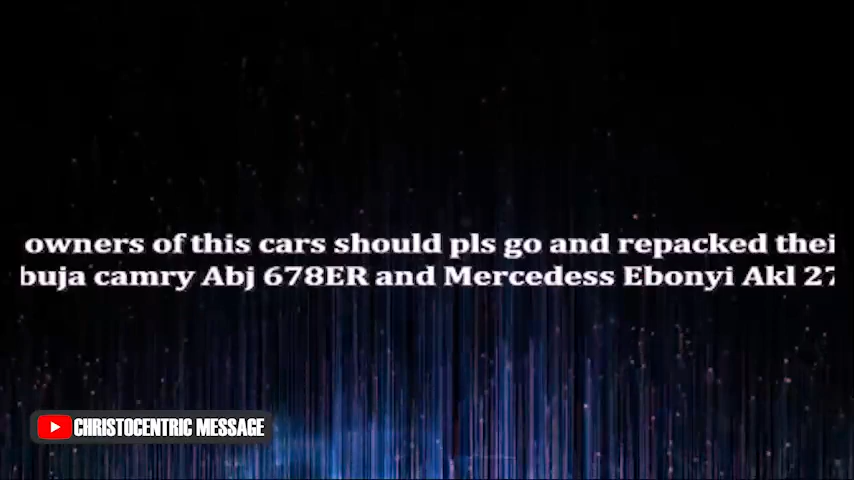 owners of this cars should pls go and repacked thei
buja camry Abj 678ER and Mercedess Ebonyi Akl 27
CHRISTOCENTRIC MESSAGE